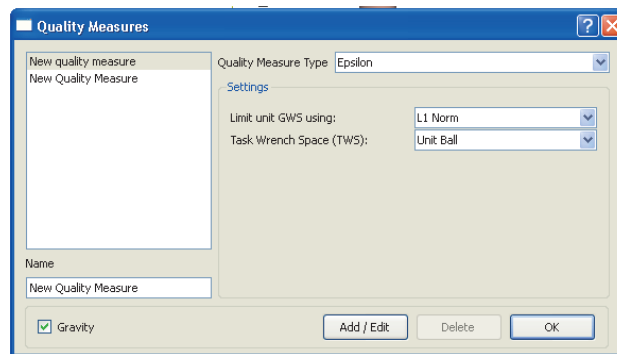 Quality Measures
New quality measure
New Quality Measure
Quality Measure Type Epsilon
Settings
Limit unit GWS using: L1 Norm
Task Wrench Space (TWS): Unit Ball
Name
New Quality Measure
Gravity
Add / Edit
Delete
OK